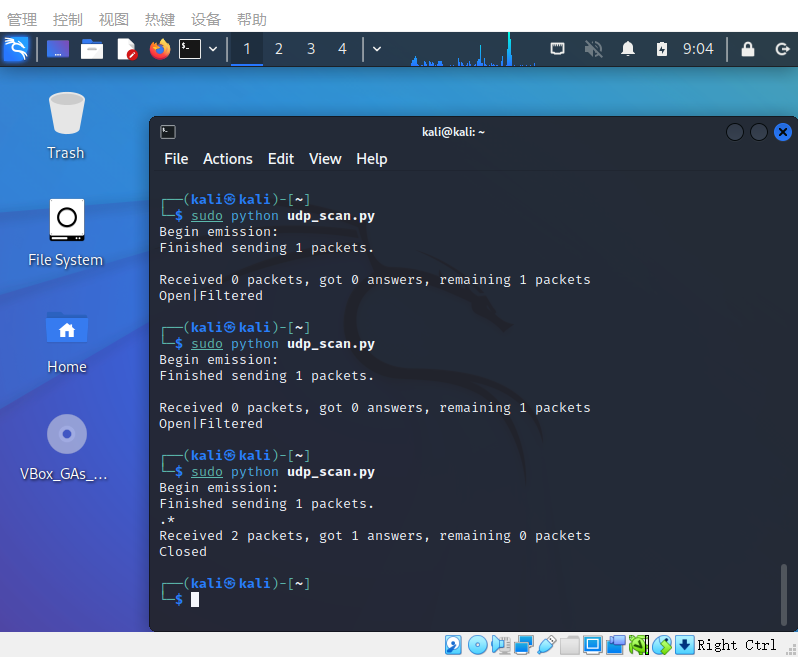 管理 控制 视图 热键 设备 帮助
1 2 3 4 9:04
Trash
File System
Home
VBox_GAs_...
kali@kali: ~
File Actions Edit View Help
┌──(kali㉿kali)-[~]
└─$ sudo python udp_scan.py
Begin emission:
Finished sending 1 packets.
Received 0 packets, got 0 answers, remaining 1 packets
Open|Filtered
┌──(kali㉿kali)-[~]
└─$ sudo python udp_scan.py
Begin emission:
Finished sending 1 packets.
Received 0 packets, got 0 answers, remaining 1 packets
Open|Filtered
┌──(kali㉿kali)-[~]
└─$ sudo python udp_scan.py
Begin emission:
Finished sending 1 packets.
.*
Received 2 packets, got 1 answers, remaining 0 packets
Closed
┌──(kali㉿kali)-[~]
└─$
Right Ctrl